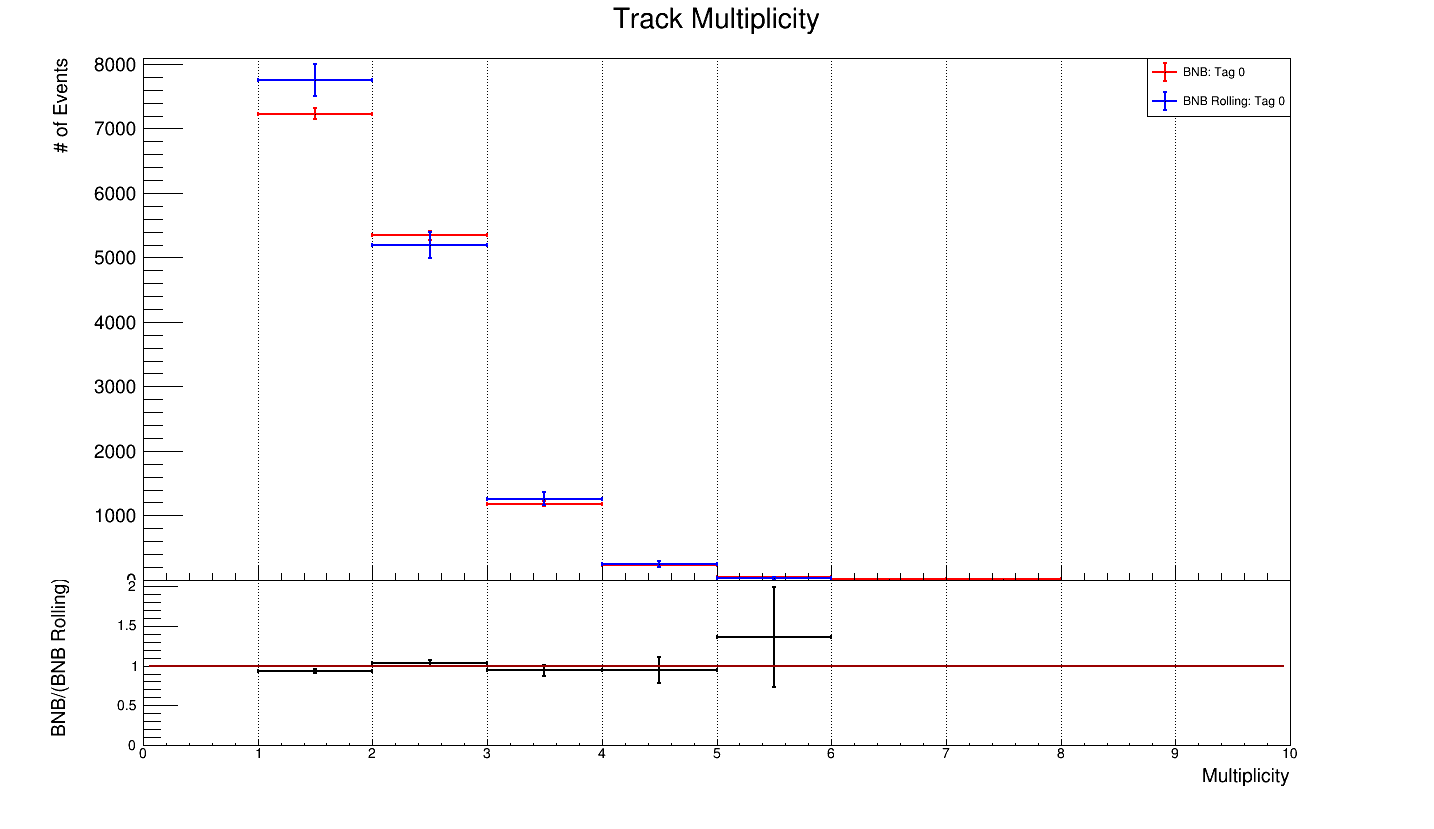 Track Multiplicity
# of Events
8000
7000
6000
5000
4000
3000
2000
1000
0
BNB: Tag 0
BNB Rolling: Tag 0
BNB/(BNB Rolling)
2
1.5
1
0.5
0
0 1 2 3 4 5 6 7 8 9 10
Multiplicity